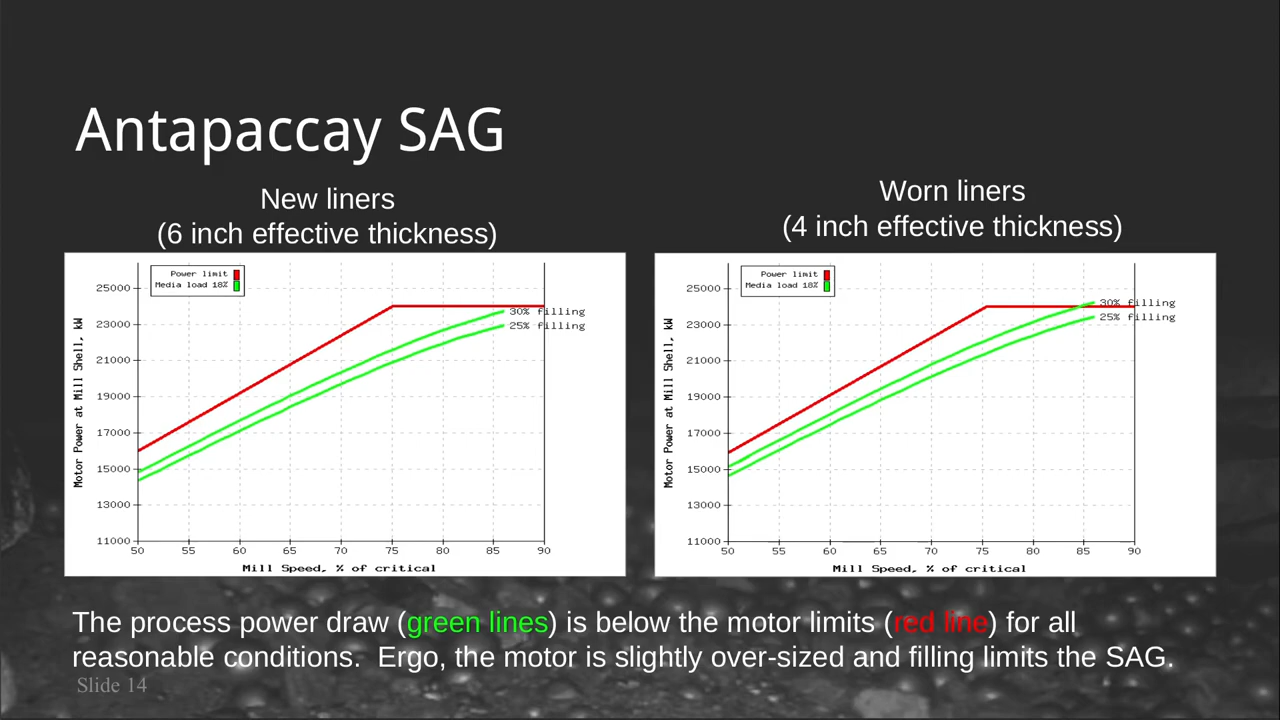 Antapaccay SAG
New liners
(6 inch effective thickness)
Worn liners
(4 inch effective thickness)
Power limit
Media load 18%
25000
23000
21000
19000
17000
15000
13000
11000
Motor Power at Mill Shell, kW
30% filling
25% filling
50 55 60 65 70 75 80 85 90
Mill Speed, % of critical
Power limit
Media load 18%
25000
23000
21000
19000
17000
15000
13000
11000
Motor Power at Mill Shell, kW
30% filling
25% filling
50 55 60 65 70 75 80 85 90
Mill Speed, % of critical
The process power draw (green lines) is below the motor limits (red line) for all
reasonable conditions.  Ergo, the motor is slightly over-sized and filling limits the SAG.
Slide 14